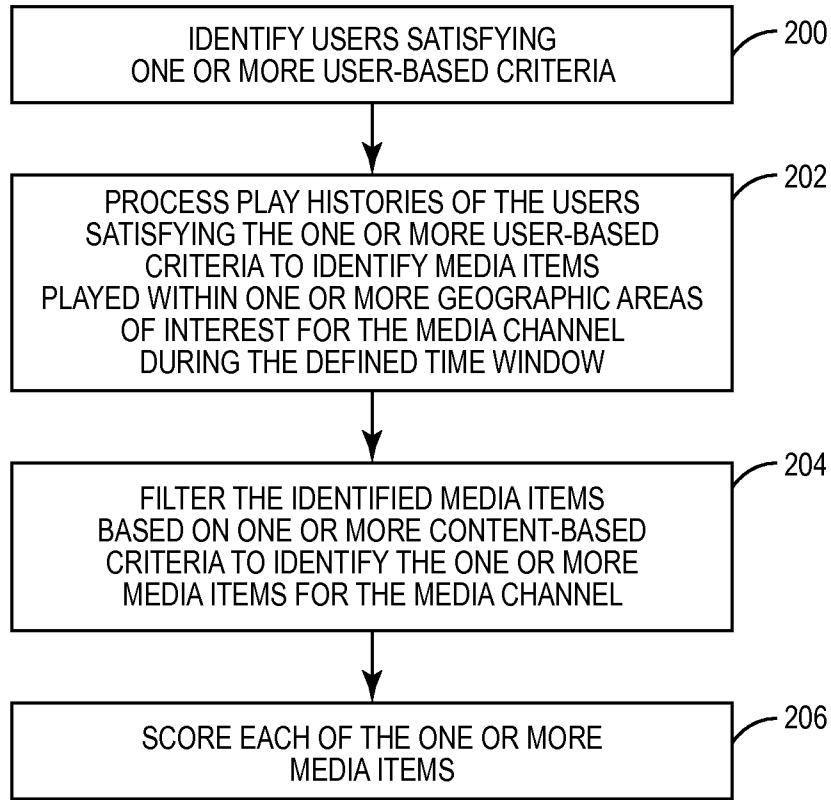 IDENTIFY USERS SATISFYING
ONE OR MORE USER-BASED CRITERIA
200
PROCESS PLAY HISTORIES OF THE USERS
SATISFYING THE ONE OR MORE USER-BASED
CRITERIA TO IDENTIFY MEDIA ITEMS
PLAYED WITHIN ONE OR MORE GEOGRAPHIC AREAS
OF INTEREST FOR THE MEDIA CHANNEL
DURING THE DEFINED TIME WINDOW
202
FILTER THE IDENTIFIED MEDIA ITEMS
BASED ON ONE OR MORE CONTENT-BASED
CRITERIA TO IDENTIFY THE ONE OR MORE
MEDIA ITEMS FOR THE MEDIA CHANNEL
204
SCORE EACH OF THE ONE OR MORE
MEDIA ITEMS
206